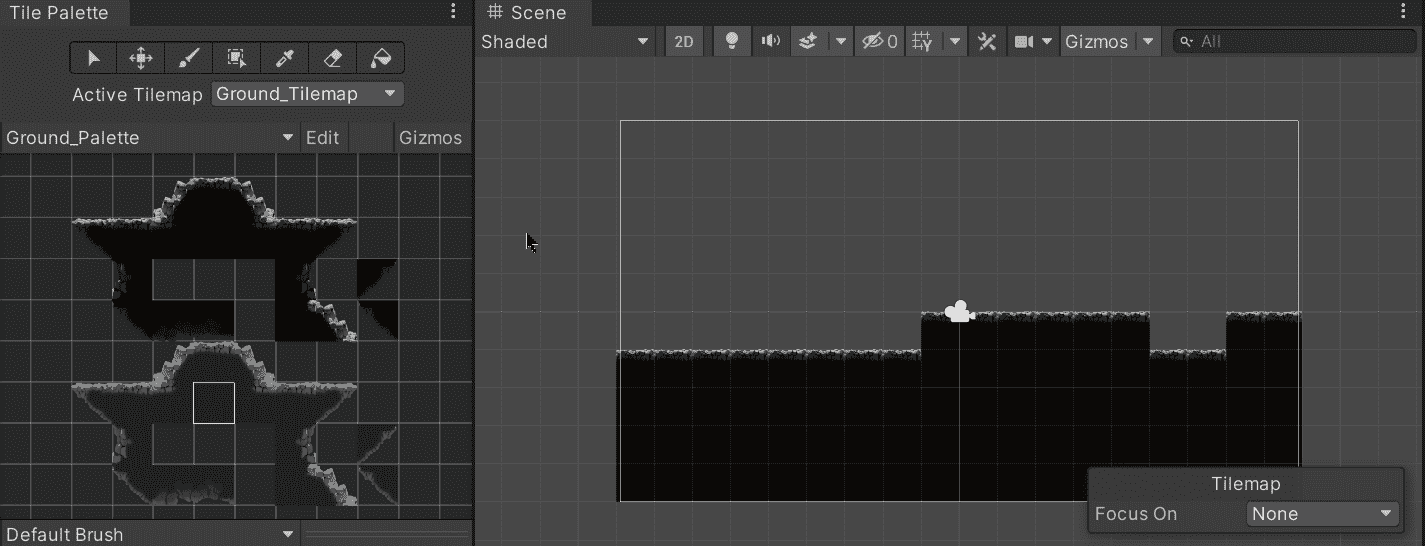 Tile Palette
Active Tilemap Ground_Tilemap
Ground_Palette Edit Gizmos
Default Brush
Scene
Shaded 2D 0 Gizmos All
Tilemap
Focus On None